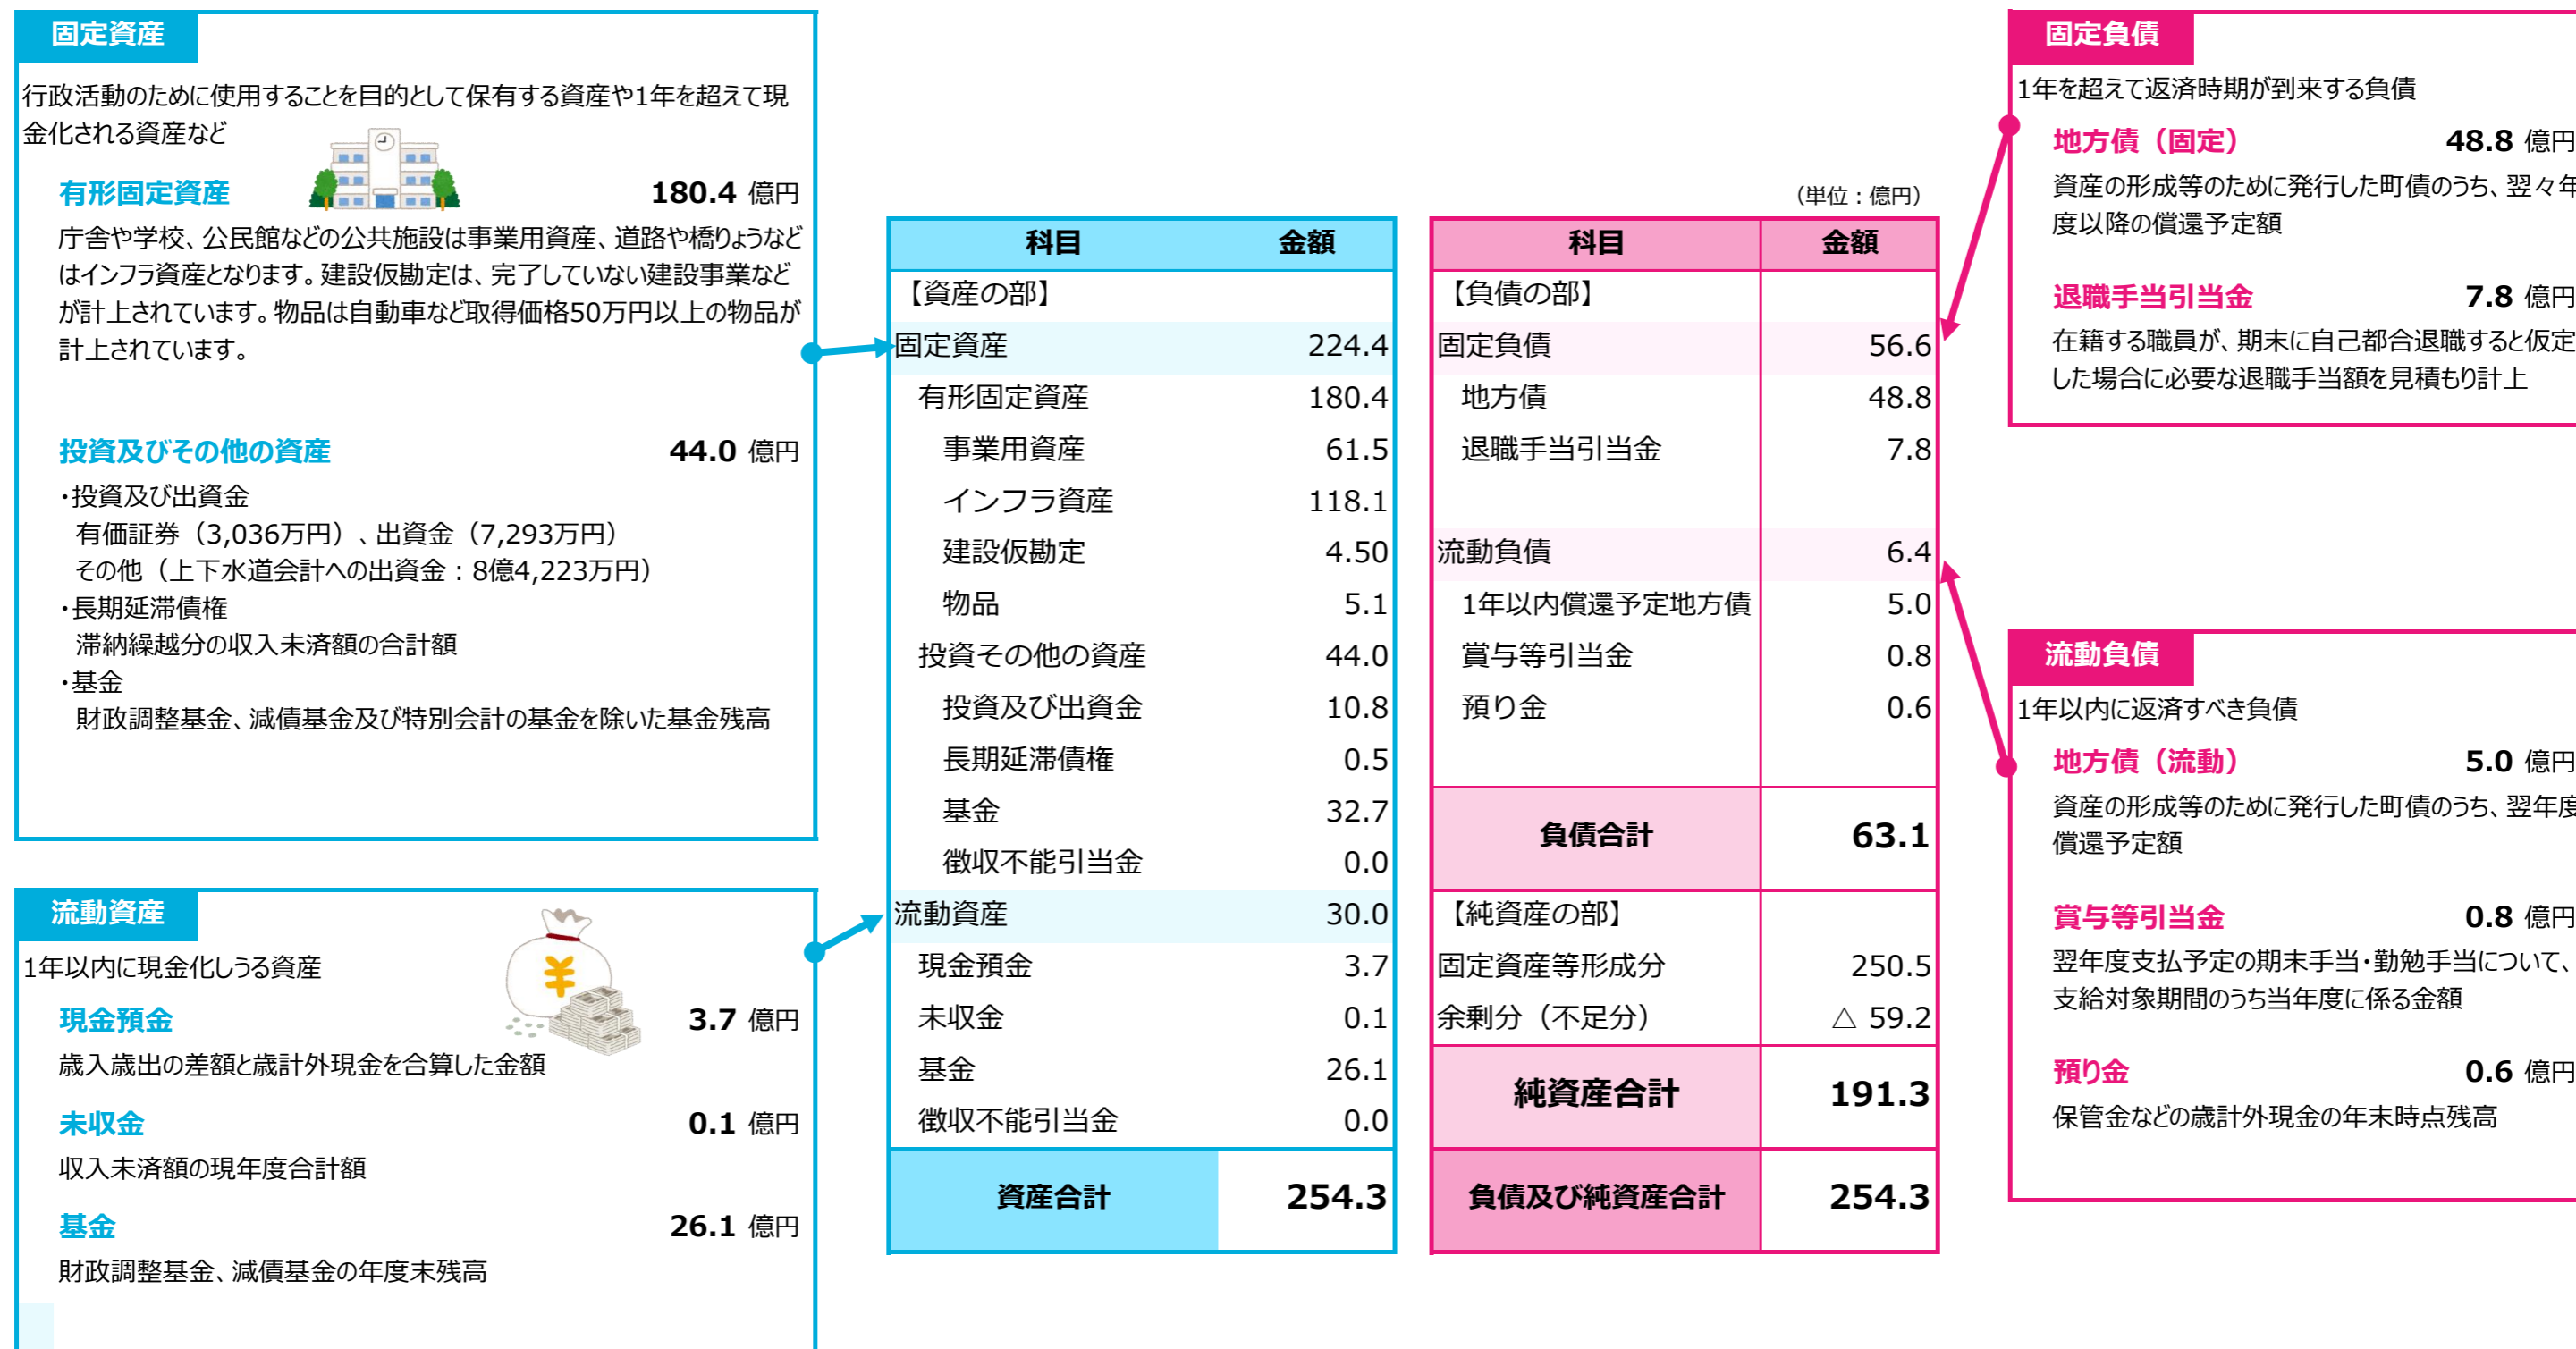 固定資産
行政活動のために使用することを目的として保有する資産や1年を超えて現
金化される資産など
有形固定資産 180.4 億円
庁舎や学校、公民館などの公共施設は事業用資産、道路や橋りょうなど
はインフラ資産となります。建設仮勘定は、完了していない建設事業など
が計上されています。物品は自動車など取得価格50万円以上の物品が
計上されています。
投資及びその他の資産 44.0 億円
・投資及び出資金
有価証券（3,036万円）、出資金（7,293万円）
その他（上下水道会計への出資金：8億4,223万円）
・長期延滞債権
滞納繰越分の収入未済額の合計額
・基金
財政調整基金、減債基金及び特別会計の基金を除いた基金残高
流動資産
1年以内に現金化しうる資産
¥
現金預金 3.7 億円
歳入歳出の差額と歳計外現金を合算した金額
未収金 0.1 億円
収入未済額の現年度合計額
基金 26.1 億円
財政調整基金、減債基金の年度末残高
科目 金額
【資産の部】
固定資産 224.4
有形固定資産 180.4
事業用資産 61.5
インフラ資産 118.1
建設仮勘定 4.50
物品 5.1
投資その他の資産 44.0
投資及び出資金 10.8
長期延滞債権 0.5
基金 32.7
徴収不能引当金 0.0
流動資産 30.0
現金預金 3.7
未収金 0.1
基金 26.1
徴収不能引当金 0.0
資産合計 254.3
（単位：億円）
科目 金額
【負債の部】
固定負債 56.6
地方債 48.8
退職手当引当金 7.8
流動負債 6.4
1年以内償還予定地方債 5.0
賞与等引当金 0.8
預り金 0.6
負債合計 63.1
【純資産の部】
固定資産等形成分 250.5
余剰分（不足分） △ 59.2
純資産合計 191.3
負債及び純資産合計 254.3
固定負債
1年を超えて返済時期が到来する負債
地方債（固定） 48.8 億円
資産の形成等のために発行した町債のうち、翌々年
度以降の償還予定額
退職手当引当金 7.8 億円
在籍する職員が、期末に自己都合退職すると仮定
した場合に必要な退職手当額を見積もり計上
流動負債
1年以内に返済すべき負債
地方債（流動） 5.0 億円
資産の形成等のために発行した町債のうち、翌年度
償還予定額
賞与等引当金 0.8 億円
翌年度支払予定の期末手当・勤勉手当について、
支給対象期間のうち当年度に係る金額
預り金 0.6 億円
保管金などの歳計外現金の年末時点残高